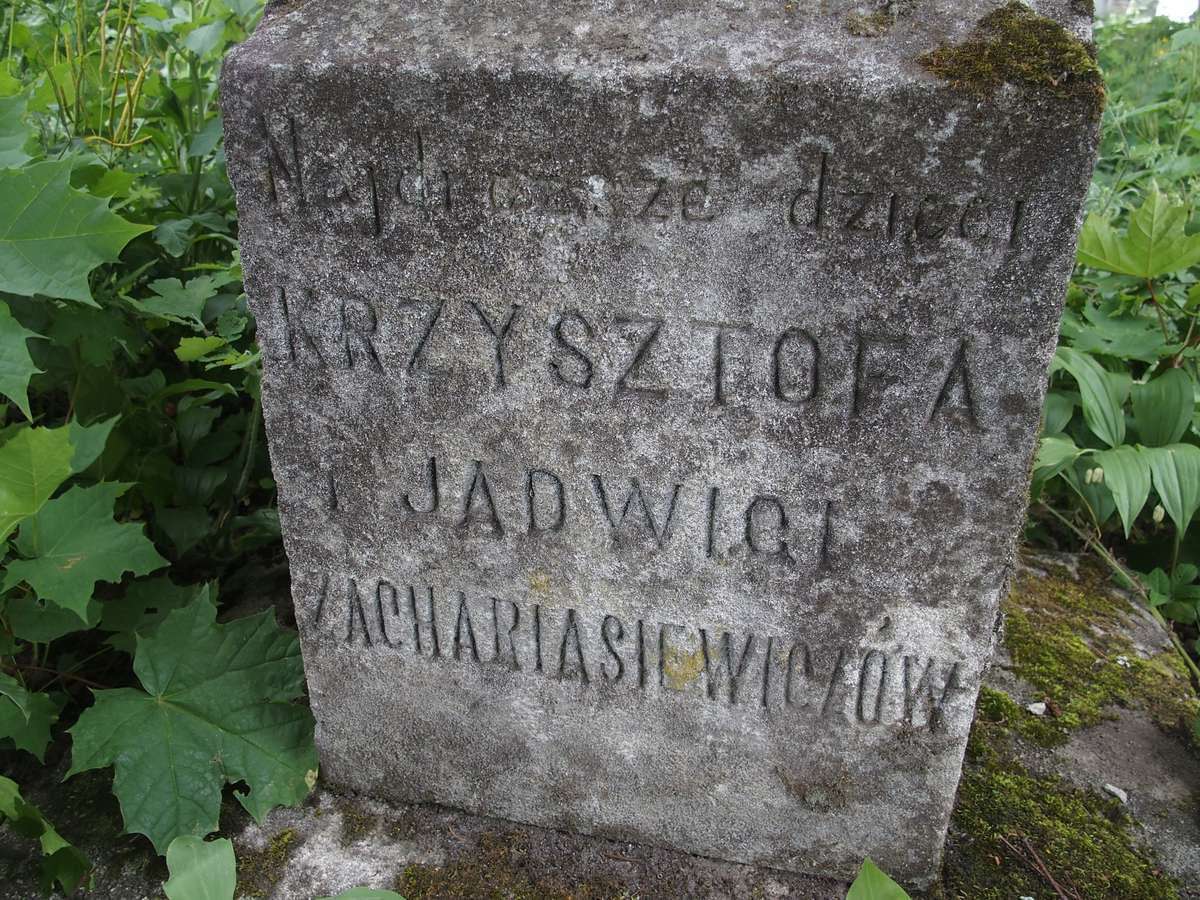 Najdroższe dzieci
KRZYSZTOFA
i JADWIGI
ZACHARIASIEWICZÓW